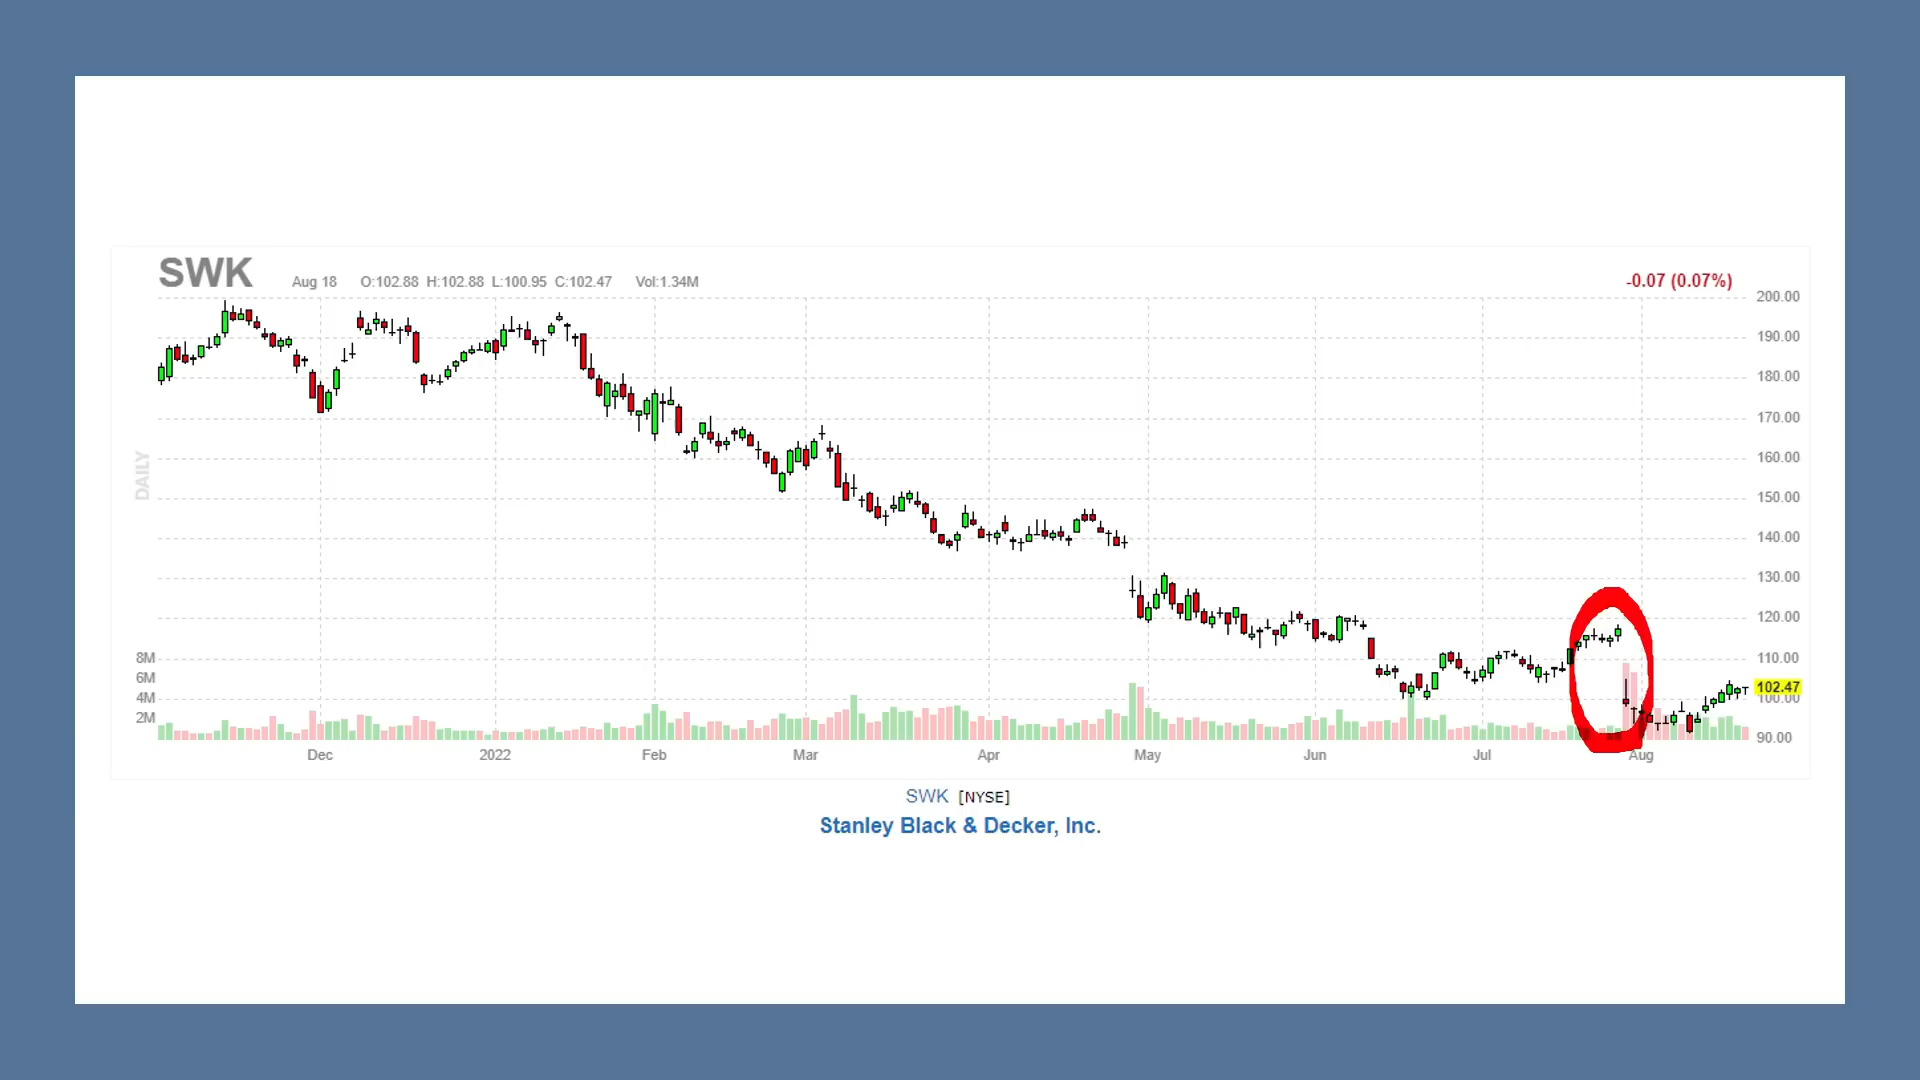 SWK Aug 18 O:102.88 H:102.88 L:100.95 C:102.47 Vol:1.34M -0.07 (0.07%)
200.00
190.00
180.00
170.00
160.00
150.00
140.00
130.00
120.00
110.00
102.47
100.00
90.00
DAILY
8M
6M
4M
2M
Dec 2022 Feb Mar Apr May Jun Jul Aug
SWK [NYSE]
Stanley Black & Decker, Inc.